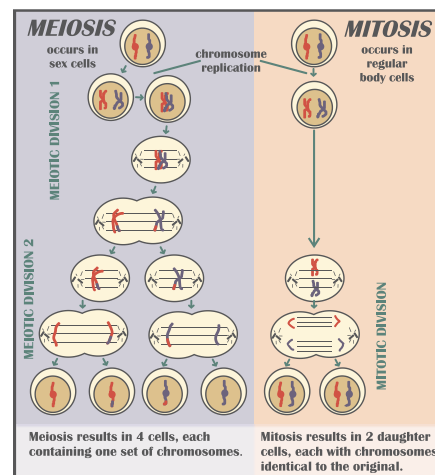 MEIOSIS
occurs in
sex cells
chromosome
replication
MITOSIS
occurs in
regular
body cells
MEIOTIC DIVISION 1
MEIOTIC DIVISION 2
MITOTIC DIVISION
Meiosis results in 4 cells, each
containing one set of chromosomes.
Mitosis results in 2 daughter
cells, each with chromosomes
identical to the original.